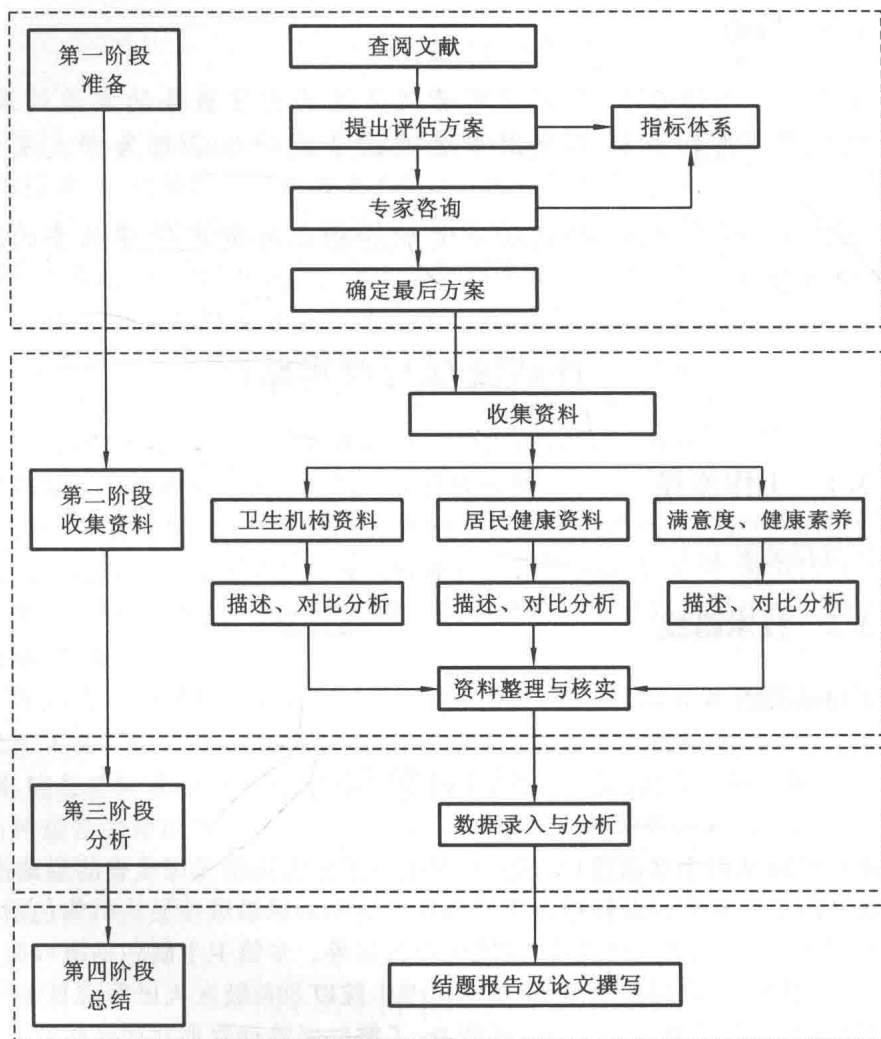 第一阶段
准备
查阅文献
提出评估方案
指标体系
专家咨询
确定最后方案
收集资料
第二阶段
收集资料
卫生机构资料
居民健康资料
满意度、健康素养
描述、对比分析
描述、对比分析
描述、对比分析
资料整理与核实
第三阶段
分析
数据录入与分析
第四阶段
总结
结题报告及论文撰写